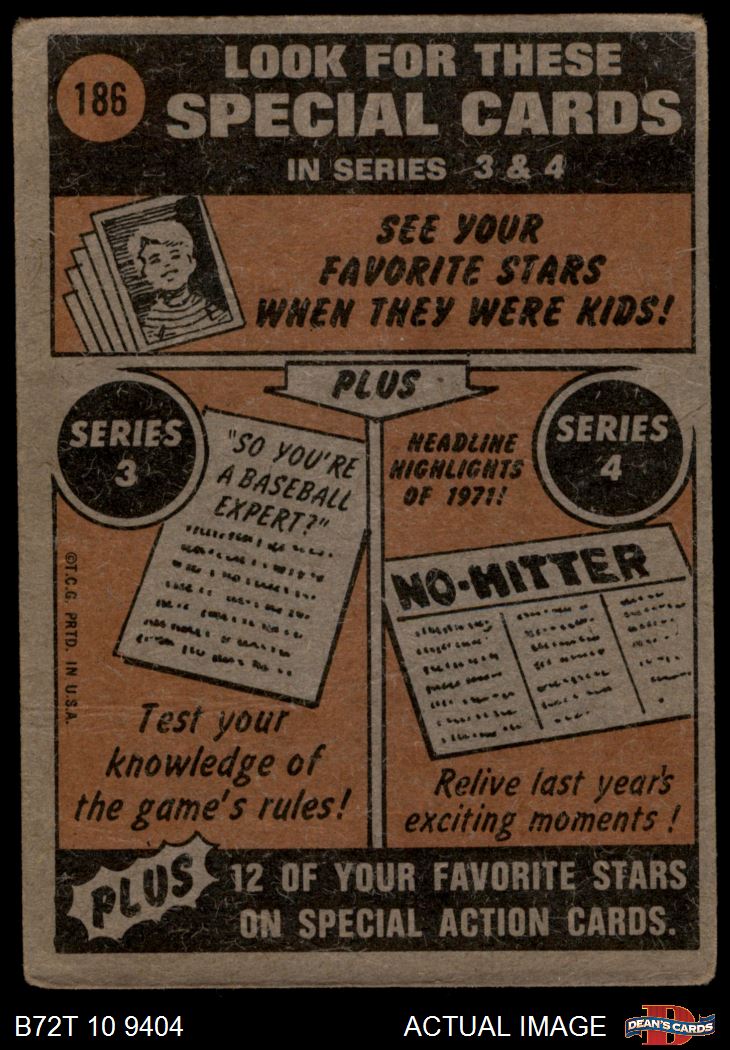 186
LOOK FOR THESE
SPECIAL CARDS
IN SERIES 3 & 4
SEE YOUR
FAVORITE STARS
WHEN THEY WERE KIDS!
PLUS
SERIES
3
"SO YOU'RE
A BASEBALL
EXPERT?"
Test your
knowledge of
the game's rules!
HEADLINE
HIGHLIGHTS
OF 1971!
SERIES
4
NO-HITTER
Relive last year's
exciting moments!
©T.C.G. PRTD. IN U.S.A.
PLUS
12 OF YOUR FAVORITE STARS
ON SPECIAL ACTION CARDS.
B72T 10 9404
ACTUAL IMAGE
D
DEAN'S CARDS